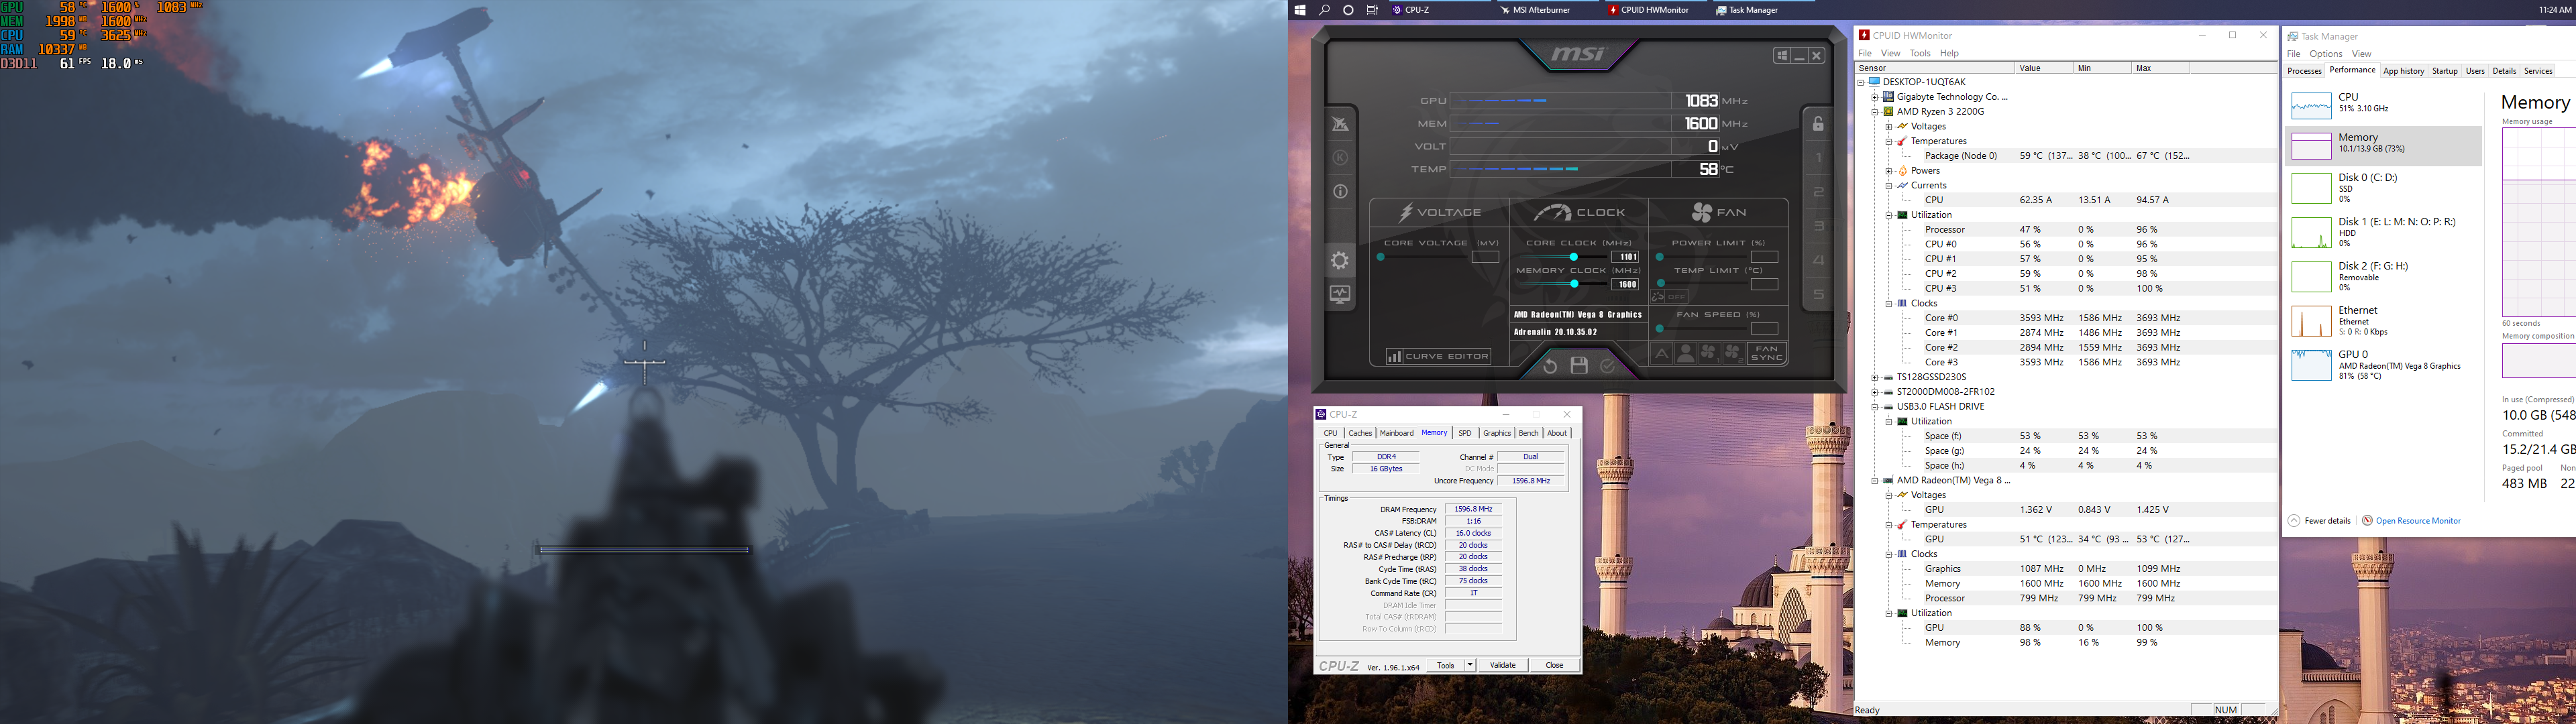 GPU 58 °C 1600 % 1083 MHz
MEM 1998 MB 1600 MHz
CPU 59 °C 3625 MHz
RAM 10337 MB
D3D11 61 FPS 18.0 ms
CPU-Z MSI Afterburner CPUID HWMonitor Task Manager 11:24 AM
msi
GPU 1083 MHz
MEM 1600 MHz
VOLT 0 mV
TEMP 58 °C
VOLTAGE CLOCK FAN
CORE VOLTAGE (MV) CORE CLOCK (MHZ) POWER LIMIT (%)
1101
MEMORY CLOCK (MHZ) TEMP LIMIT (°C)
1600
OFF
AMD Radeon(TM) Vega 8 Graphics FAN SPEED (%)
Adrenalin 20.10.35.02
CURVE EDITOR
A FAN SYNC
K
1
2
3
4
5
CPU-Z
CPU Caches Mainboard Memory SPD Graphics Bench About
General
Type DDR4 Channel # Dual
Size 16 GBytes DC Mode
Uncore Frequency 1596.8 MHz
Timings
DRAM Frequency 1596.8 MHz
FSB:DRAM 1:16
CAS# Latency (CL) 16.0 clocks
RAS# to CAS# Delay (tRCD) 20 clocks
RAS# Precharge (tRP) 20 clocks
Cycle Time (tRAS) 38 clocks
Bank Cycle Time (tRC) 75 clocks
Command Rate (CR) 1T
DRAM Idle Timer
Total CAS# (tRDRAM)
Row To Column (tRCD)
CPU-Z Ver. 1.96.1.x64 Tools Validate Close
CPUID HWMonitor
File View Tools Help
Sensor Value Min Max
DESKTOP-1UQT6AK
Gigabyte Technology Co. ...
AMD Ryzen 3 2200G
Voltages
Temperatures
Package (Node 0) 59 °C (137... 38 °C (100... 67 °C (152...
Powers
Currents
CPU 62.35 A 13.51 A 94.57 A
Utilization
Processor 47 % 0 % 96 %
CPU #0 56 % 0 % 96 %
CPU #1 57 % 0 % 95 %
CPU #2 59 % 0 % 98 %
CPU #3 51 % 0 % 100 %
Clocks
Core #0 3593 MHz 1586 MHz 3693 MHz
Core #1 2874 MHz 1486 MHz 3693 MHz
Core #2 2894 MHz 1559 MHz 3693 MHz
Core #3 3593 MHz 1586 MHz 3693 MHz
TS128GSSD230S
ST2000DM008-2FR102
USB3.0 FLASH DRIVE
Utilization
Space (f:) 53 % 53 % 53 %
Space (g:) 24 % 24 % 24 %
Space (h:) 4 % 4 % 4 %
AMD Radeon(TM) Vega 8 ...
Voltages
GPU 1.362 V 0.843 V 1.425 V
Temperatures
GPU 51 °C (123... 34 °C (93 ... 53 °C (127...
Clocks
Graphics 1087 MHz 0 MHz 1099 MHz
Memory 1600 MHz 1600 MHz 1600 MHz
Processor 799 MHz 799 MHz 799 MHz
Utilization
GPU 88 % 0 % 100 %
Memory 98 % 16 % 99 %
Ready NUM
Task Manager
File Options View
Processes Performance App history Startup Users Details Services
CPU
51% 3.10 GHz
Memory
10.1/13.9 GB (73%)
Disk 0 (C: D:)
SSD
0%
Disk 1 (E: L: M: N: O: P: R:)
HDD
0%
Disk 2 (F: G: H:)
Removable
0%
Ethernet
Ethernet
S: 0 R: 0 Kbps
GPU 0
AMD Radeon(TM) Vega 8 Graphics
81% (58 °C)
Memory
Memory usage
60 seconds
Memory composition
In use (Compressed)
10.0 GB (548
Committed
15.2/21.4 GB
Paged pool Non
483 MB 22
Fewer details Open Resource Monitor